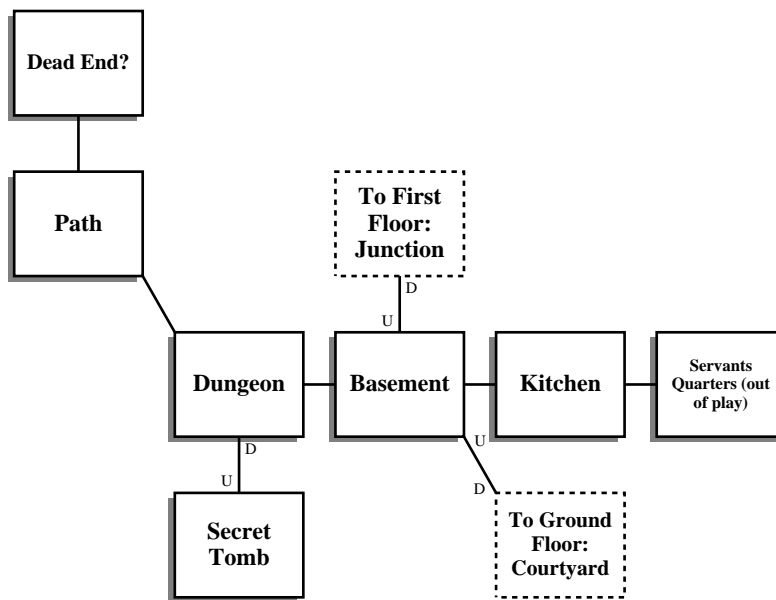 Dead End?
Path
To First
Floor:
Junction
D
U
Dungeon
Basement
Kitchen
Servants
Quarters (out
of play)
D
U
U
D
Secret
Tomb
To Ground
Floor:
Courtyard